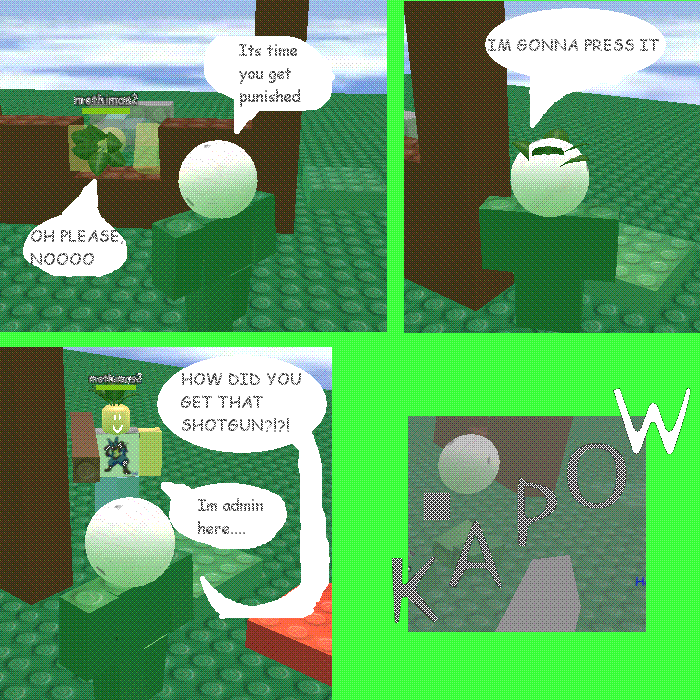 Its time
you get
punished
OH PLEASE,
NOOOO
IM GONNA PRESS IT
HOW DID YOU
GET THAT
SHOTGUN?!?!
Im admin
here....
KAPOW